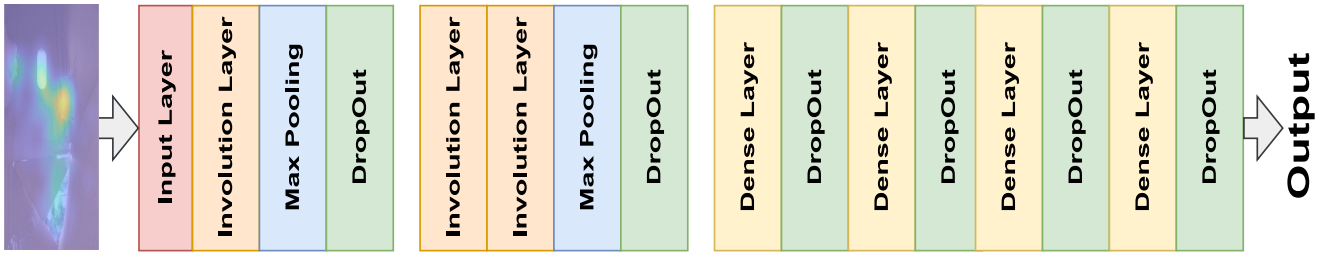 Input Layer
Involution Layer
Max Pooling
DropOut
Involution Layer
Involution Layer
Max Pooling
DropOut
Dense Layer
DropOut
Dense Layer
DropOut
Dense Layer
DropOut
Dense Layer
DropOut
Output